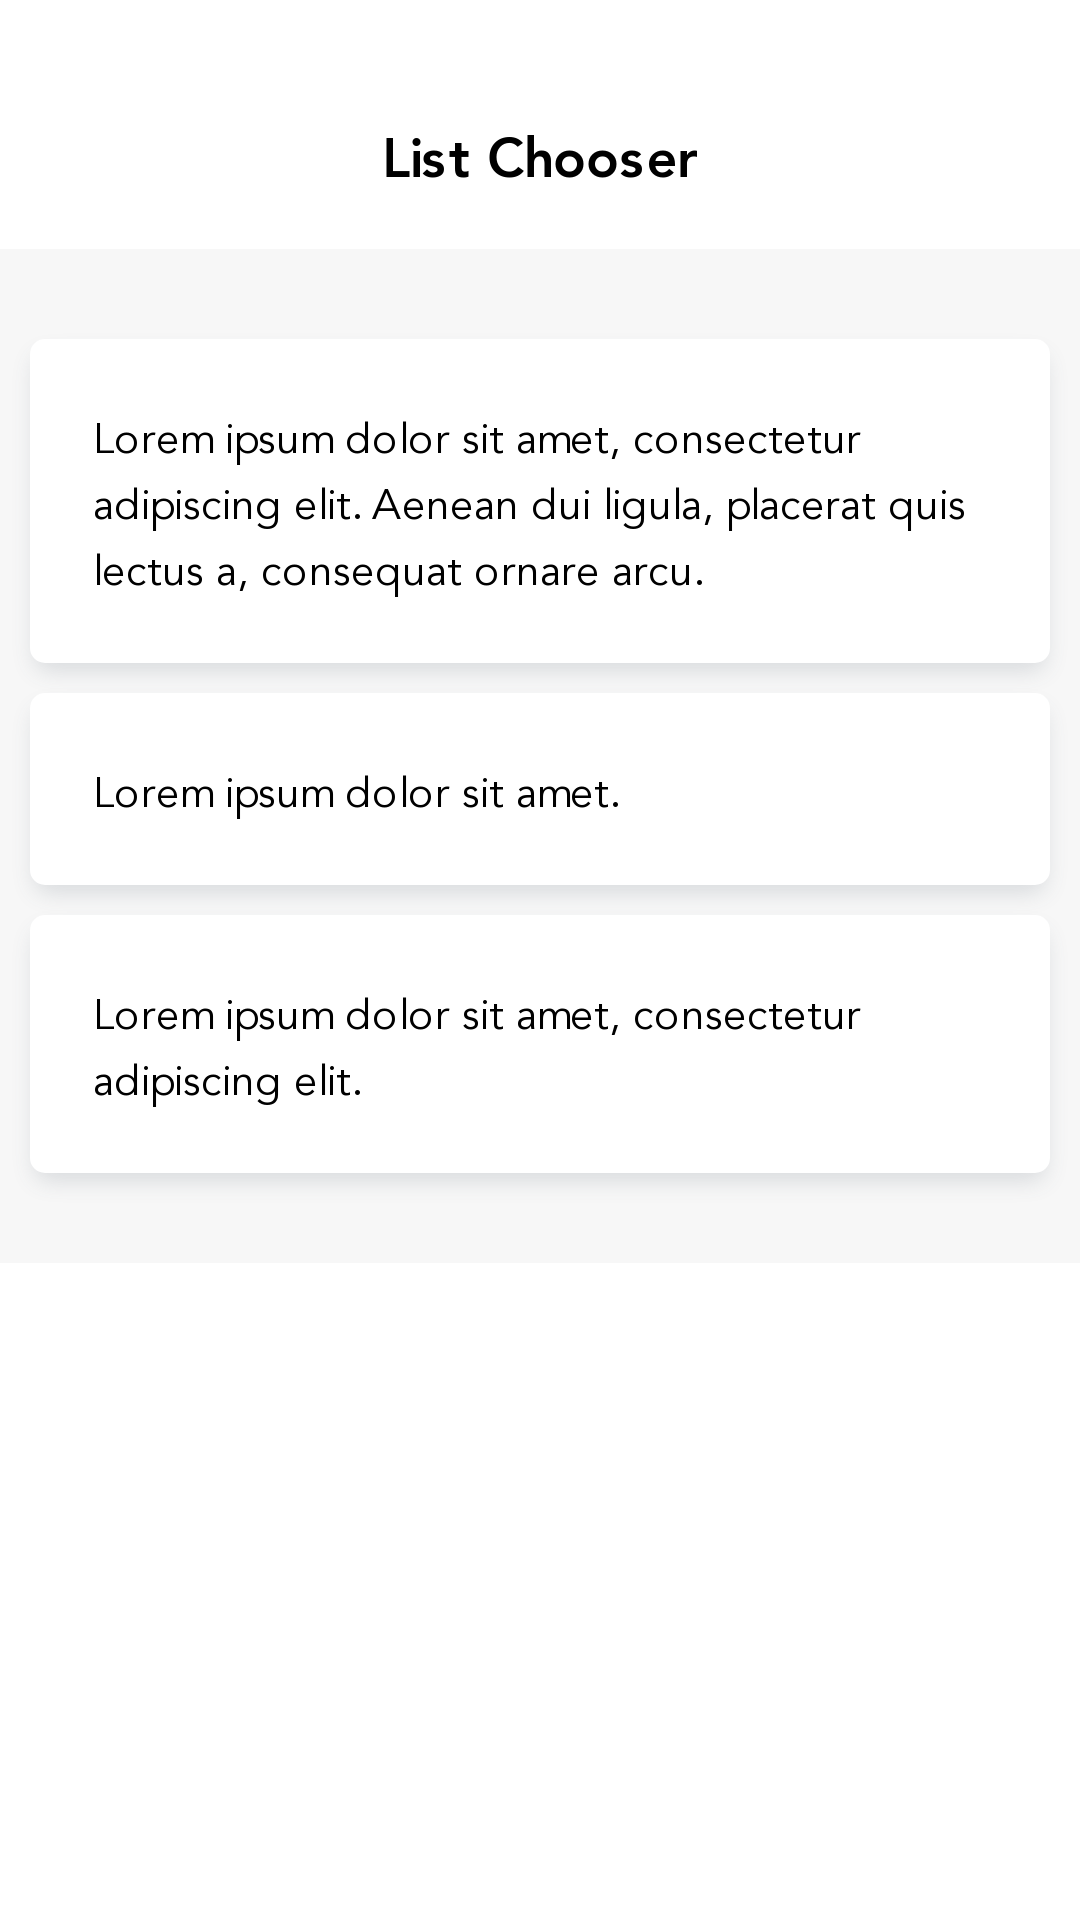 List Chooser
Lorem ipsum dolor sit amet, consectetur
adipiscing elit. Aenean dui ligula, placerat quis
lectus a, consequat ornare arcu.
Lorem ipsum dolor sit amet.
Lorem ipsum dolor sit amet, consectetur
adipiscing elit.